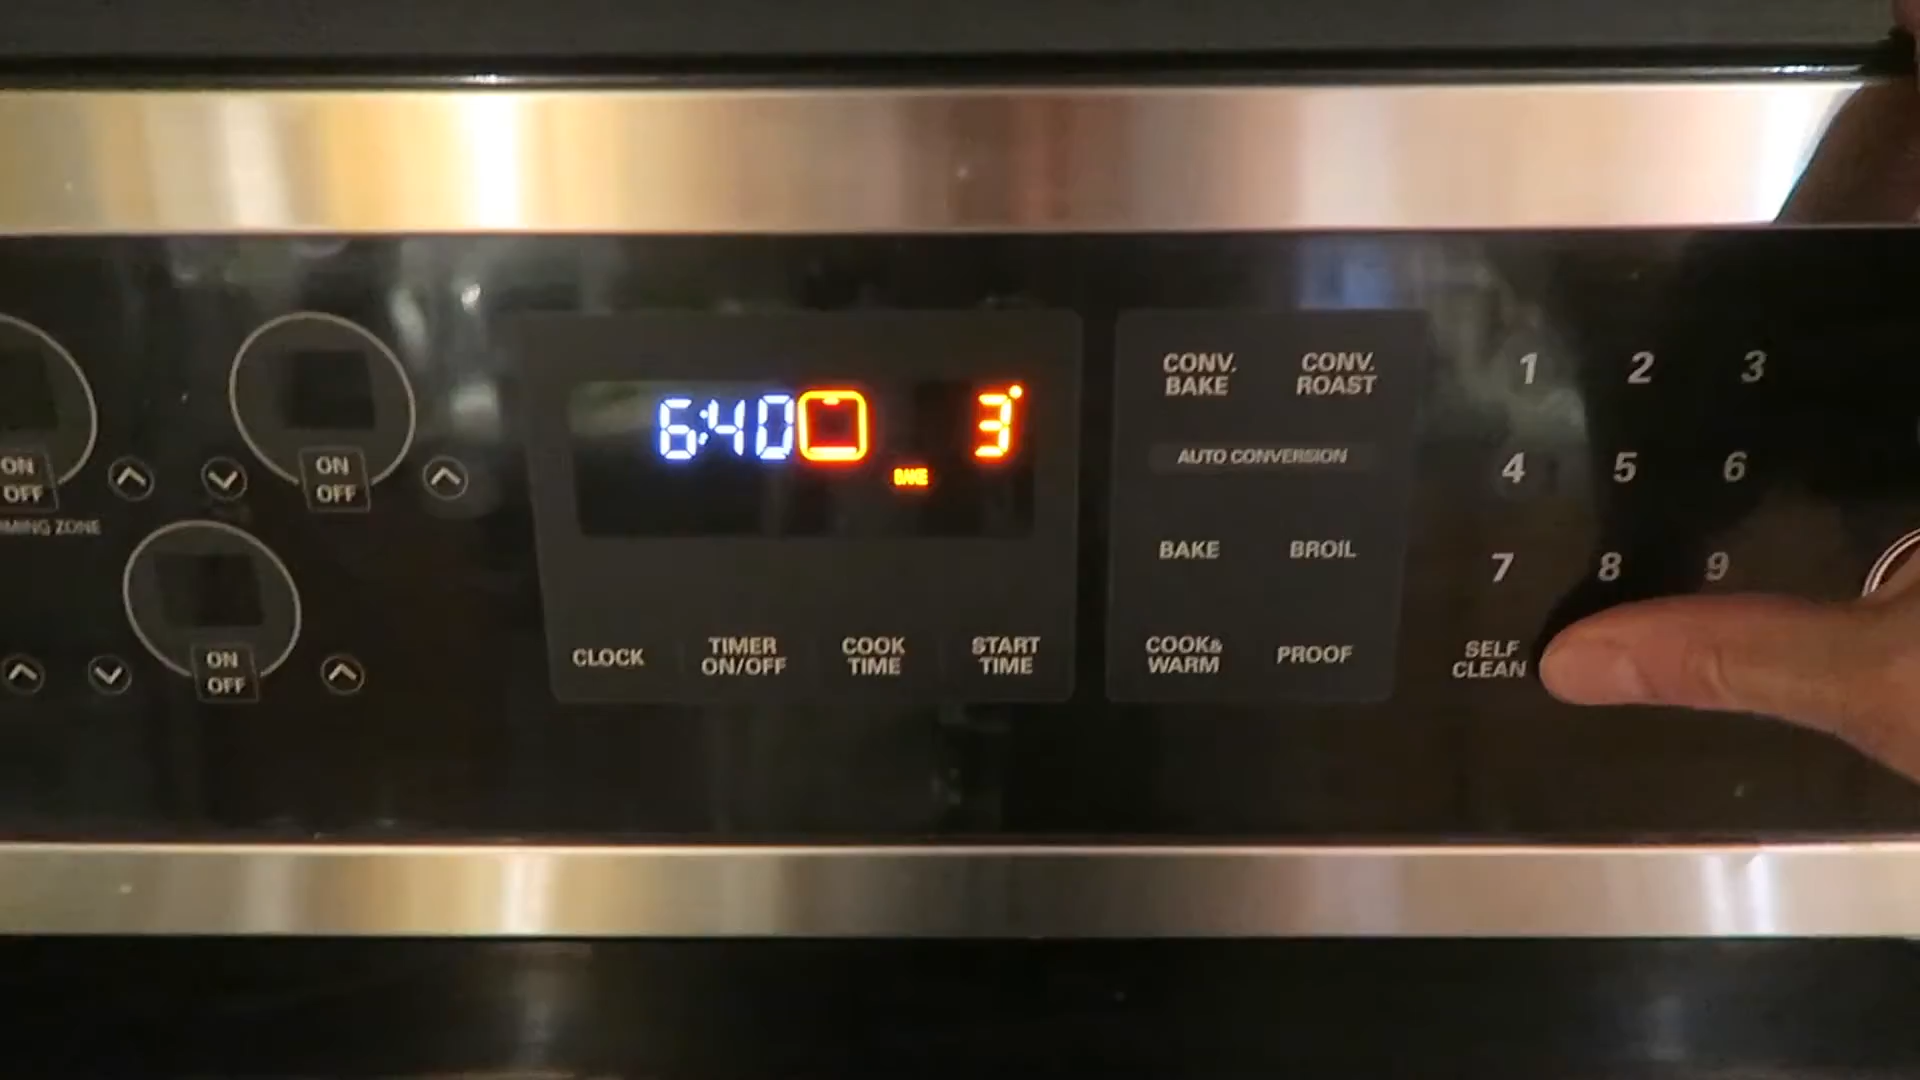 ON
OFF
ON
OFF
MING ZONE
ON
OFF
6:40
3°
BAKE
CLOCK
TIMER
ON/OFF
COOK
TIME
START
TIME
CONV.
BAKE
CONV.
ROAST
AUTO CONVERSION
BAKE
BROIL
COOK&
WARM
PROOF
1 2 3
4 5 6
7 8 9
SELF
CLEAN